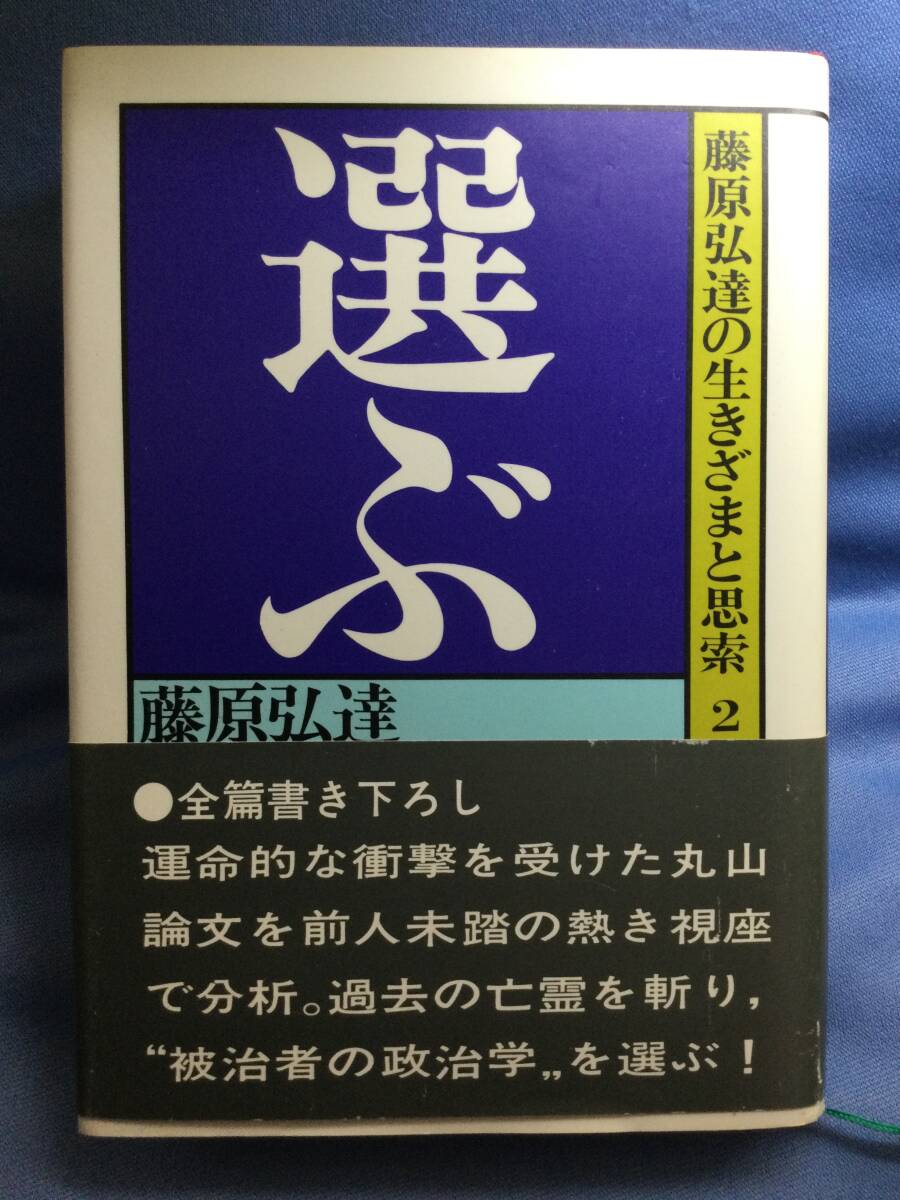 藤原弘達の生きざまと思索 2
選ぶ
藤原弘達
●全篇書き下ろし
運命的な衝撃を受けた丸山
論文を前人未踏の熱き視座
で分析。過去の亡霊を斬り，
“被治者の政治学„を選ぶ！